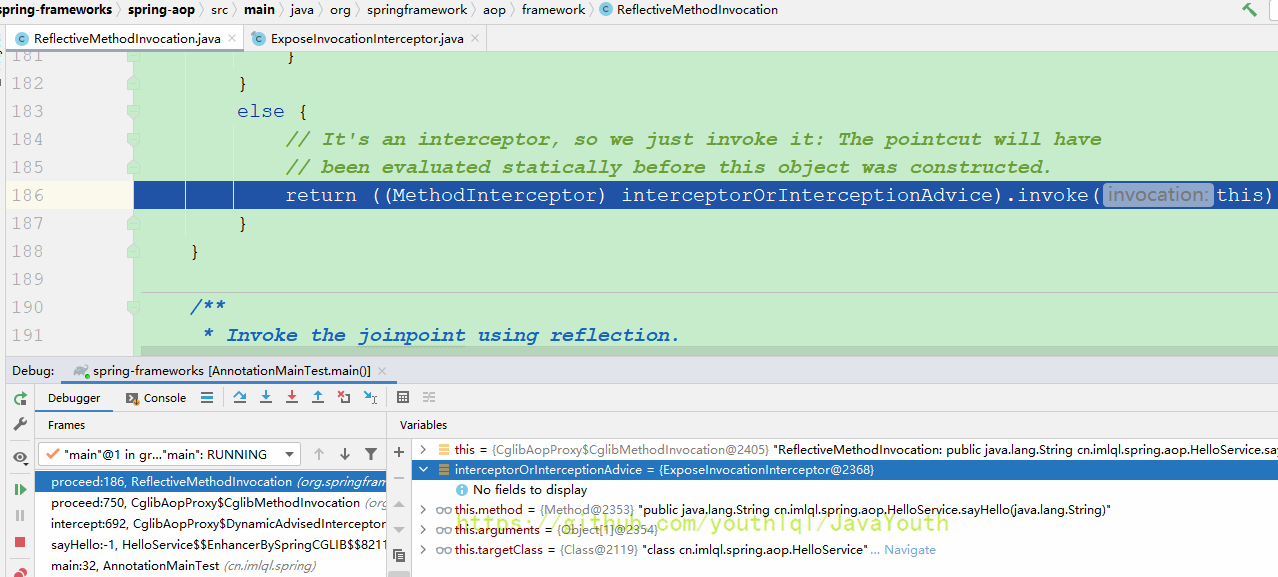 spring-frameworks › spring-aop › src › main › java › org › springframework › aop › framework › ReflectiveMethodInvocation
ReflectiveMethodInvocation.java × ExposeInvocationInterceptor.java ×
181 }
182 }
183 else {
184 // It's an interceptor, so we just invoke it: The pointcut will have
185 // been evaluated statically before this object was constructed.
186 return ((MethodInterceptor) interceptorOrInterceptionAdvice).invoke( invocation: this)
187 }
188 }
189
190 /**
191 * Invoke the joinpoint using reflection.
Debug: spring-frameworks [AnnotationMainTest.main()] ×
Debugger Console
Frames Variables
"main"@1 in gr..."main": RUNNING
proceed:186, ReflectiveMethodInvocation (org.springfram
proceed:750, CglibAopProxy$CglibMethodInvocation (org
intercept:692, CglibAopProxy$DynamicAdvisedInterceptor
sayHello:-1, HelloService$$EnhancerBySpringCGLIB$$8211
main:32, AnnotationMainTest (cn.imlql.spring)
this = {CglibAopProxy$CglibMethodInvocation@2405} "ReflectiveMethodInvocation: public java.lang.String cn.imlql.spring.aop.HelloService.sa
interceptorOrInterceptionAdvice = {ExposeInvocationInterceptor@2368}
No fields to display
this.method = {Method@2353} "public java.lang.String cn.imlql.spring.aop.HelloService.sayHello(java.lang.String)"
this.arguments = {Object[1]@2354}
this.targetClass = {Class@2119} "class cn.imlql.spring.aop.HelloService" ... Navigate
https://github.com/youthlql/JavaYouth